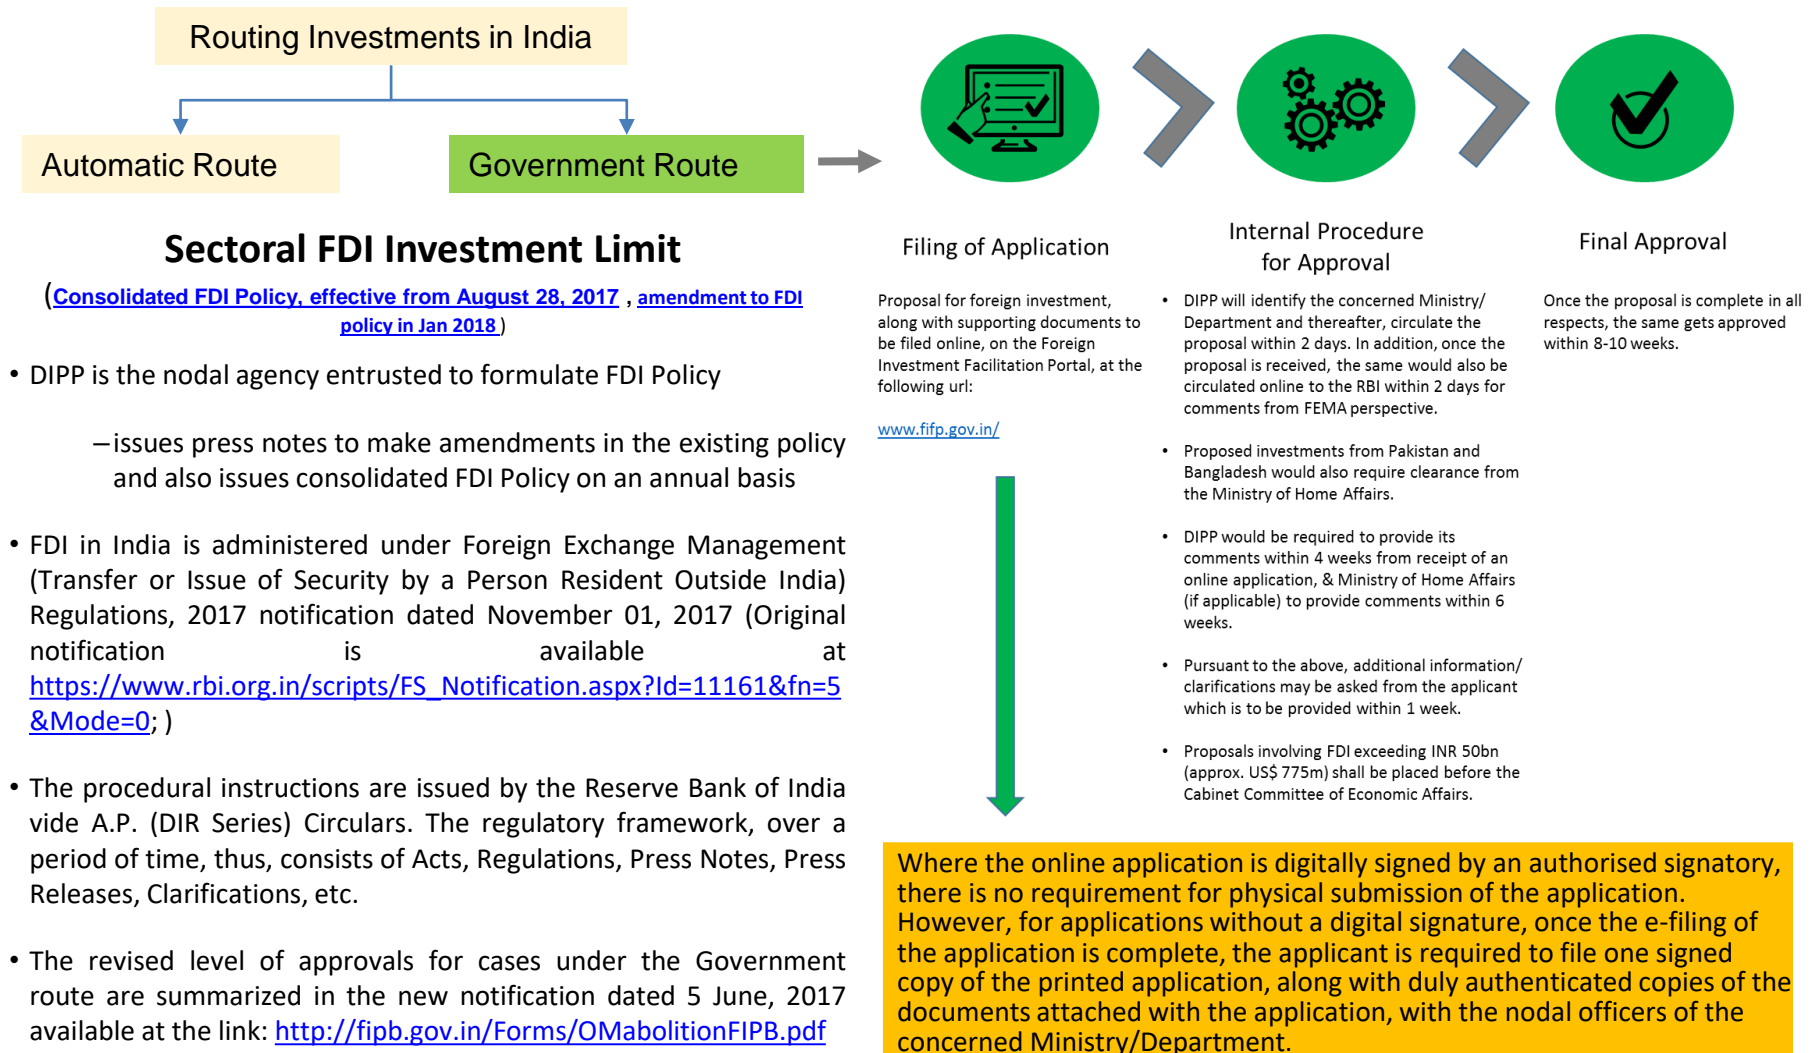 Routing Investments in India
Automatic Route
Government Route
Sectoral FDI Investment Limit
(Consolidated FDI Policy, effective from August 28, 2017 , amendment to FDI
policy in Jan 2018 )
• DIPP is the nodal agency entrusted to formulate FDI Policy
– issues press notes to make amendments in the existing policy
and also issues consolidated FDI Policy on an annual basis
• FDI in India is administered under Foreign Exchange Management
(Transfer or Issue of Security by a Person Resident Outside India)
Regulations, 2017 notification dated November 01, 2017 (Original
notification is available at
https://www.rbi.org.in/scripts/FS_Notification.aspx?Id=11161&fn=5
&Mode=0; )
• The procedural instructions are issued by the Reserve Bank of India
vide A.P. (DIR Series) Circulars. The regulatory framework, over a
period of time, thus, consists of Acts, Regulations, Press Notes, Press
Releases, Clarifications, etc.
• The revised level of approvals for cases under the Government
route are summarized in the new notification dated 5 June, 2017
available at the link: http://fipb.gov.in/Forms/OMabolitionFIPB.pdf
Filing of Application
Proposal for foreign investment,
along with supporting documents to
be filed online, on the Foreign
Investment Facilitation Portal, at the
following url:
www.fifp.gov.in/
Internal Procedure
for Approval
• DIPP will identify the concerned Ministry/
Department and thereafter, circulate the
proposal within 2 days. In addition, once the
proposal is received, the same would also be
circulated online to the RBI within 2 days for
comments from FEMA perspective.
• Proposed investments from Pakistan and
Bangladesh would also require clearance from
the Ministry of Home Affairs.
• DIPP would be required to provide its
comments within 4 weeks from receipt of an
online application, & Ministry of Home Affairs
(if applicable) to provide comments within 6
weeks.
• Pursuant to the above, additional information/
clarifications may be asked from the applicant
which is to be provided within 1 week.
• Proposals involving FDI exceeding INR 50bn
(approx. US$ 775m) shall be placed before the
Cabinet Committee of Economic Affairs.
Final Approval
Once the proposal is complete in all
respects, the same gets approved
within 8-10 weeks.
Where the online application is digitally signed by an authorised signatory,
there is no requirement for physical submission of the application.
However, for applications without a digital signature, once the e-filing of
the application is complete, the applicant is required to file one signed
copy of the printed application, along with duly authenticated copies of the
documents attached with the application, with the nodal officers of the
concerned Ministry/Department.